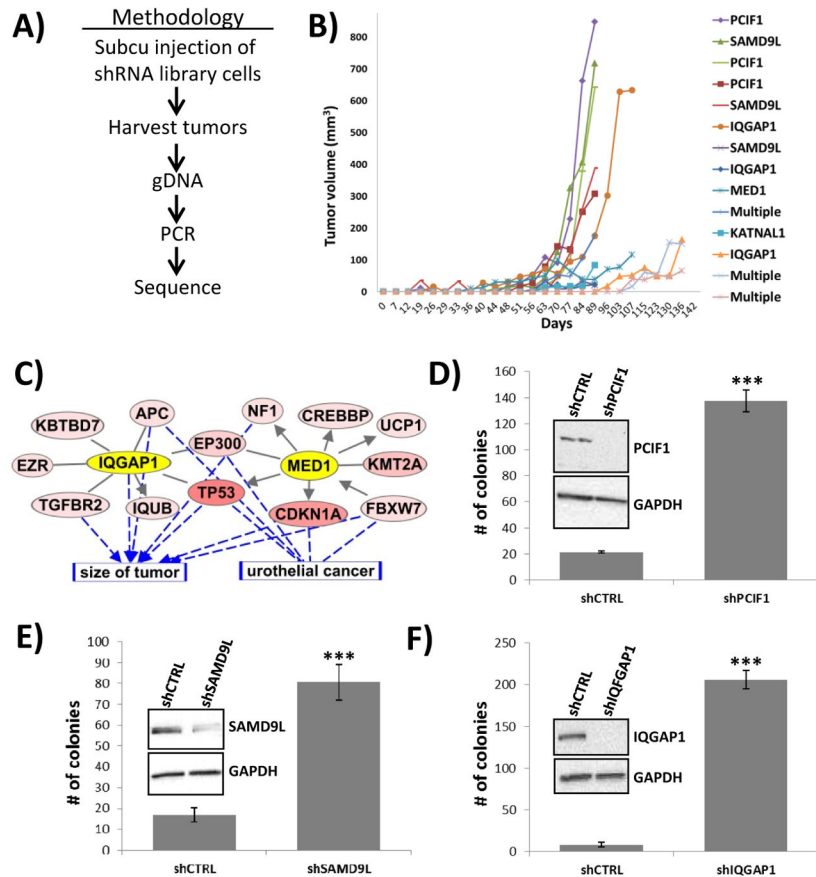 A)
Methodology
Subcu injection of
shRNA library cells
Harvest tumors
gDNA
PCR
Sequence
B)
Tumor volume (mm³)
800
700
600
500
400
300
200
100
0
0 7 12 19 26 29 33 36 40 44 48 51 56 63 70 77 84 89 96 103 107 115 123 130 136 142
Days
PCIF1
SAMD9L
PCIF1
PCIF1
SAMD9L
IQGAP1
SAMD9L
IQGAP1
MED1
Multiple
KATNAL1
IQGAP1
Multiple
Multiple
C)
KBTBD7
APC
NF1
CREBBP
UCP1
EP300
EZR
IQGAP1
MED1
KMT2A
TGFBR2
IQUB
TP53
CDKN1A
FBXW7
size of tumor
urothelial cancer
D)
# of colonies
160
140
120
100
80
60
40
20
0
shCTRL
shPCIF1
PCIF1
GAPDH
***
shCTRL
shPCIF1
E)
# of colonies
100
90
80
70
60
50
40
30
20
10
0
shCTRL
shSAMD9L
SAMD9L
GAPDH
***
shCTRL
shSAMD9L
F)
# of colonies
250
200
150
100
50
0
shCTRL
shIQFGAP1
IQGAP1
GAPDH
***
shCTRL
shIQGAP1